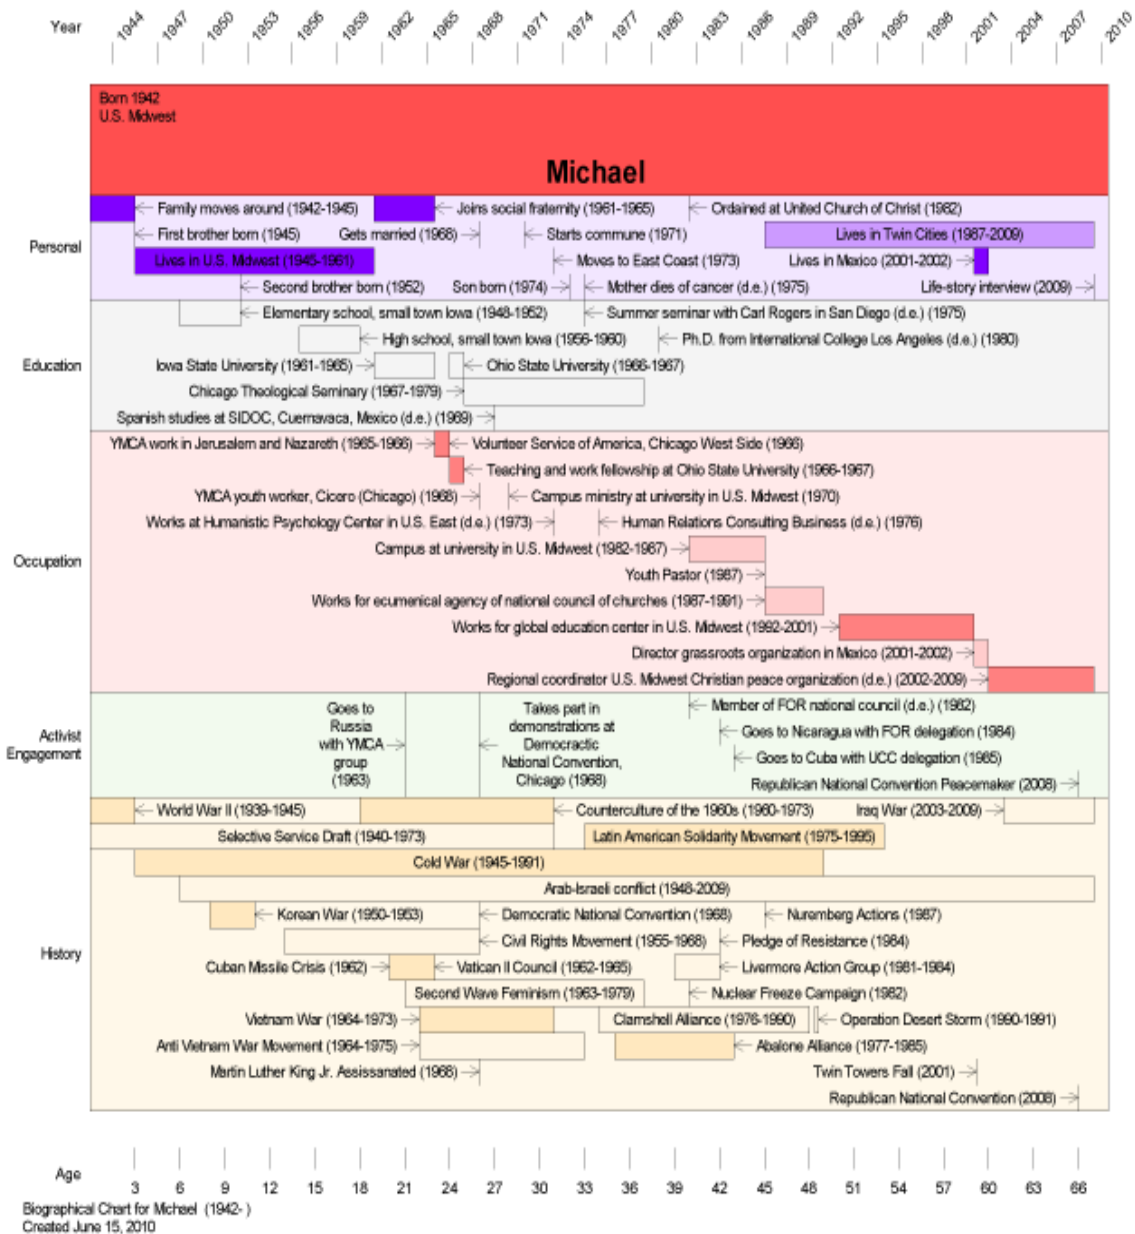 Year
1944 1947 1950 1953 1956 1959 1962 1965 1968 1971 1974 1977 1980 1983 1986 1989 1992 1995 1998 2001 2004 2007 2010
Born 1942
U.S. Midwest
Michael
Personal
Family moves around (1942-1945)
Joins social fraternity (1961-1965)
Ordained at United Church of Christ (1982)
First brother born (1945)
Gets married (1968)
Starts commune (1971)
Lives in Twin Cities (1987-2009)
Lives in U.S. Midwest (1945-1961)
Moves to East Coast (1973)
Lives in Mexico (2001-2002)
Second brother born (1952)
Son born (1974)
Mother dies of cancer (d.e.) (1975)
Life-story interview (2009)
Education
Elementary school, small town Iowa (1948-1952)
Summer seminar with Carl Rogers in San Diego (d.e.) (1975)
High school, small town Iowa (1956-1960)
Ph.D. from International College Los Angeles (d.e.) (1980)
Iowa State University (1961-1965)
Ohio State University (1966-1967)
Chicago Theological Seminary (1967-1979)
Spanish studies at SIDOC, Cuernavaca, Mexico (d.e.) (1969)
Occupation
YMCA work in Jerusalem and Nazareth (1965-1966)
Volunteer Service of America, Chicago West Side (1966)
Teaching and work fellowship at Ohio State University (1966-1967)
YMCA youth worker, Cicero (Chicago) (1968)
Campus ministry at university in U.S. Midwest (1970)
Works at Humanistic Psychology Center in U.S. East (d.e.) (1973)
Human Relations Consulting Business (d.e.) (1976)
Campus at university in U.S. Midwest (1982-1987)
Youth Pastor (1987)
Works for ecumenical agency of national council of churches (1987-1991)
Works for global education center in U.S. Midwest (1992-2001)
Director grassroots organization in Mexico (2001-2002)
Regional coordinator U.S. Midwest Christian peace organization (d.e.) (2002-2009)
Activist
Engagement
Goes to
Russia
with YMCA
group
(1963)
Takes part in
demonstrations at
Democractic
National Convention,
Chicago (1968)
Member of FOR national council (d.e.) (1982)
Goes to Nicaragua with FOR delegation (1984)
Goes to Cuba with UCC delegation (1985)
Republican National Convention Peacemaker (2008)
History
World War II (1939-1945)
Counterculture of the 1960s (1960-1973)
Iraq War (2003-2009)
Selective Service Draft (1940-1973)
Latin American Solidarity Movement (1975-1995)
Cold War (1945-1991)
Arab-Israeli conflict (1948-2009)
Korean War (1950-1953)
Democratic National Convention (1968)
Nuremberg Actions (1987)
Civil Rights Movement (1955-1968)
Pledge of Resistance (1984)
Cuban Missile Crisis (1962)
Vatican II Council (1962-1965)
Livermore Action Group (1981-1984)
Second Wave Feminism (1963-1979)
Nuclear Freeze Campaign (1982)
Vietnam War (1964-1973)
Clamshell Alliance (1976-1990)
Operation Desert Storm (1990-1991)
Anti Vietnam War Movement (1964-1975)
Abalone Alliance (1977-1985)
Martin Luther King Jr. Assissanated (1968)
Twin Towers Fall (2001)
Republican National Convention (2008)
Age
3 6 9 12 15 18 21 24 27 30 33 36 39 42 45 48 51 54 57 60 63 66
Biographical Chart for Michael (1942- )
Created June 15, 2010